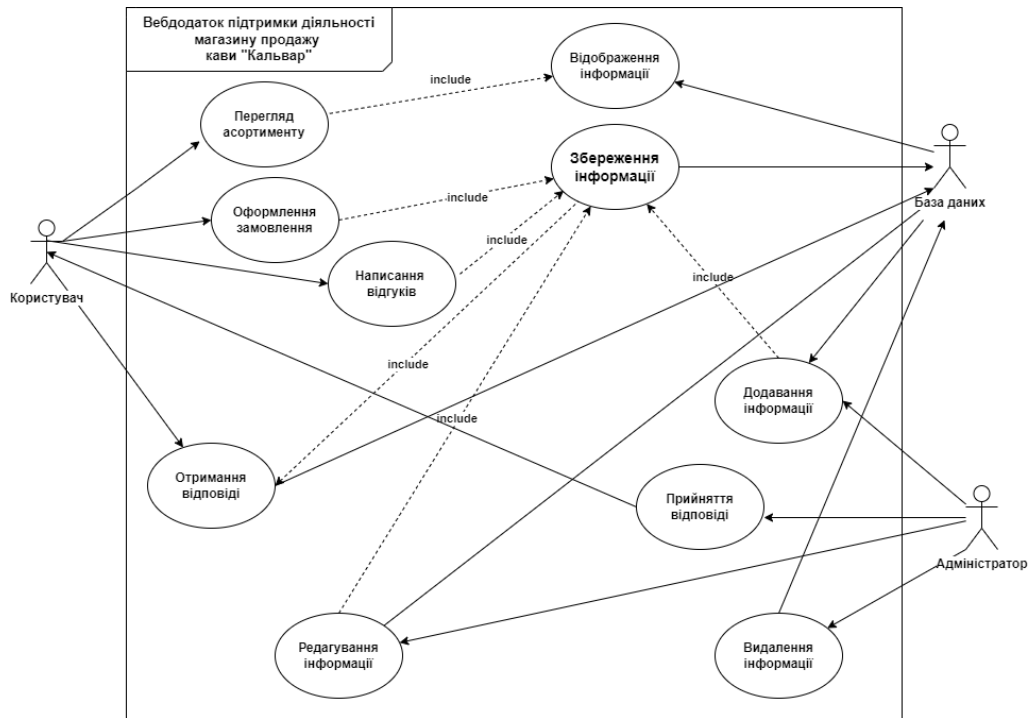 Вебдодаток підтримки діяльності
магазину продажу
кави "Кальвар"
Відображення
інформації
include
Перегляд
асортименту
Збереження
інформації
include
База даних
Оформлення
замовлення
include
Написання
відгуків
Користувач
include
include
Додавання
інформації
include
Отримання
відповіді
Прийняття
відповіді
Адміністратор
Редагування
інформації
Видалення
інформації